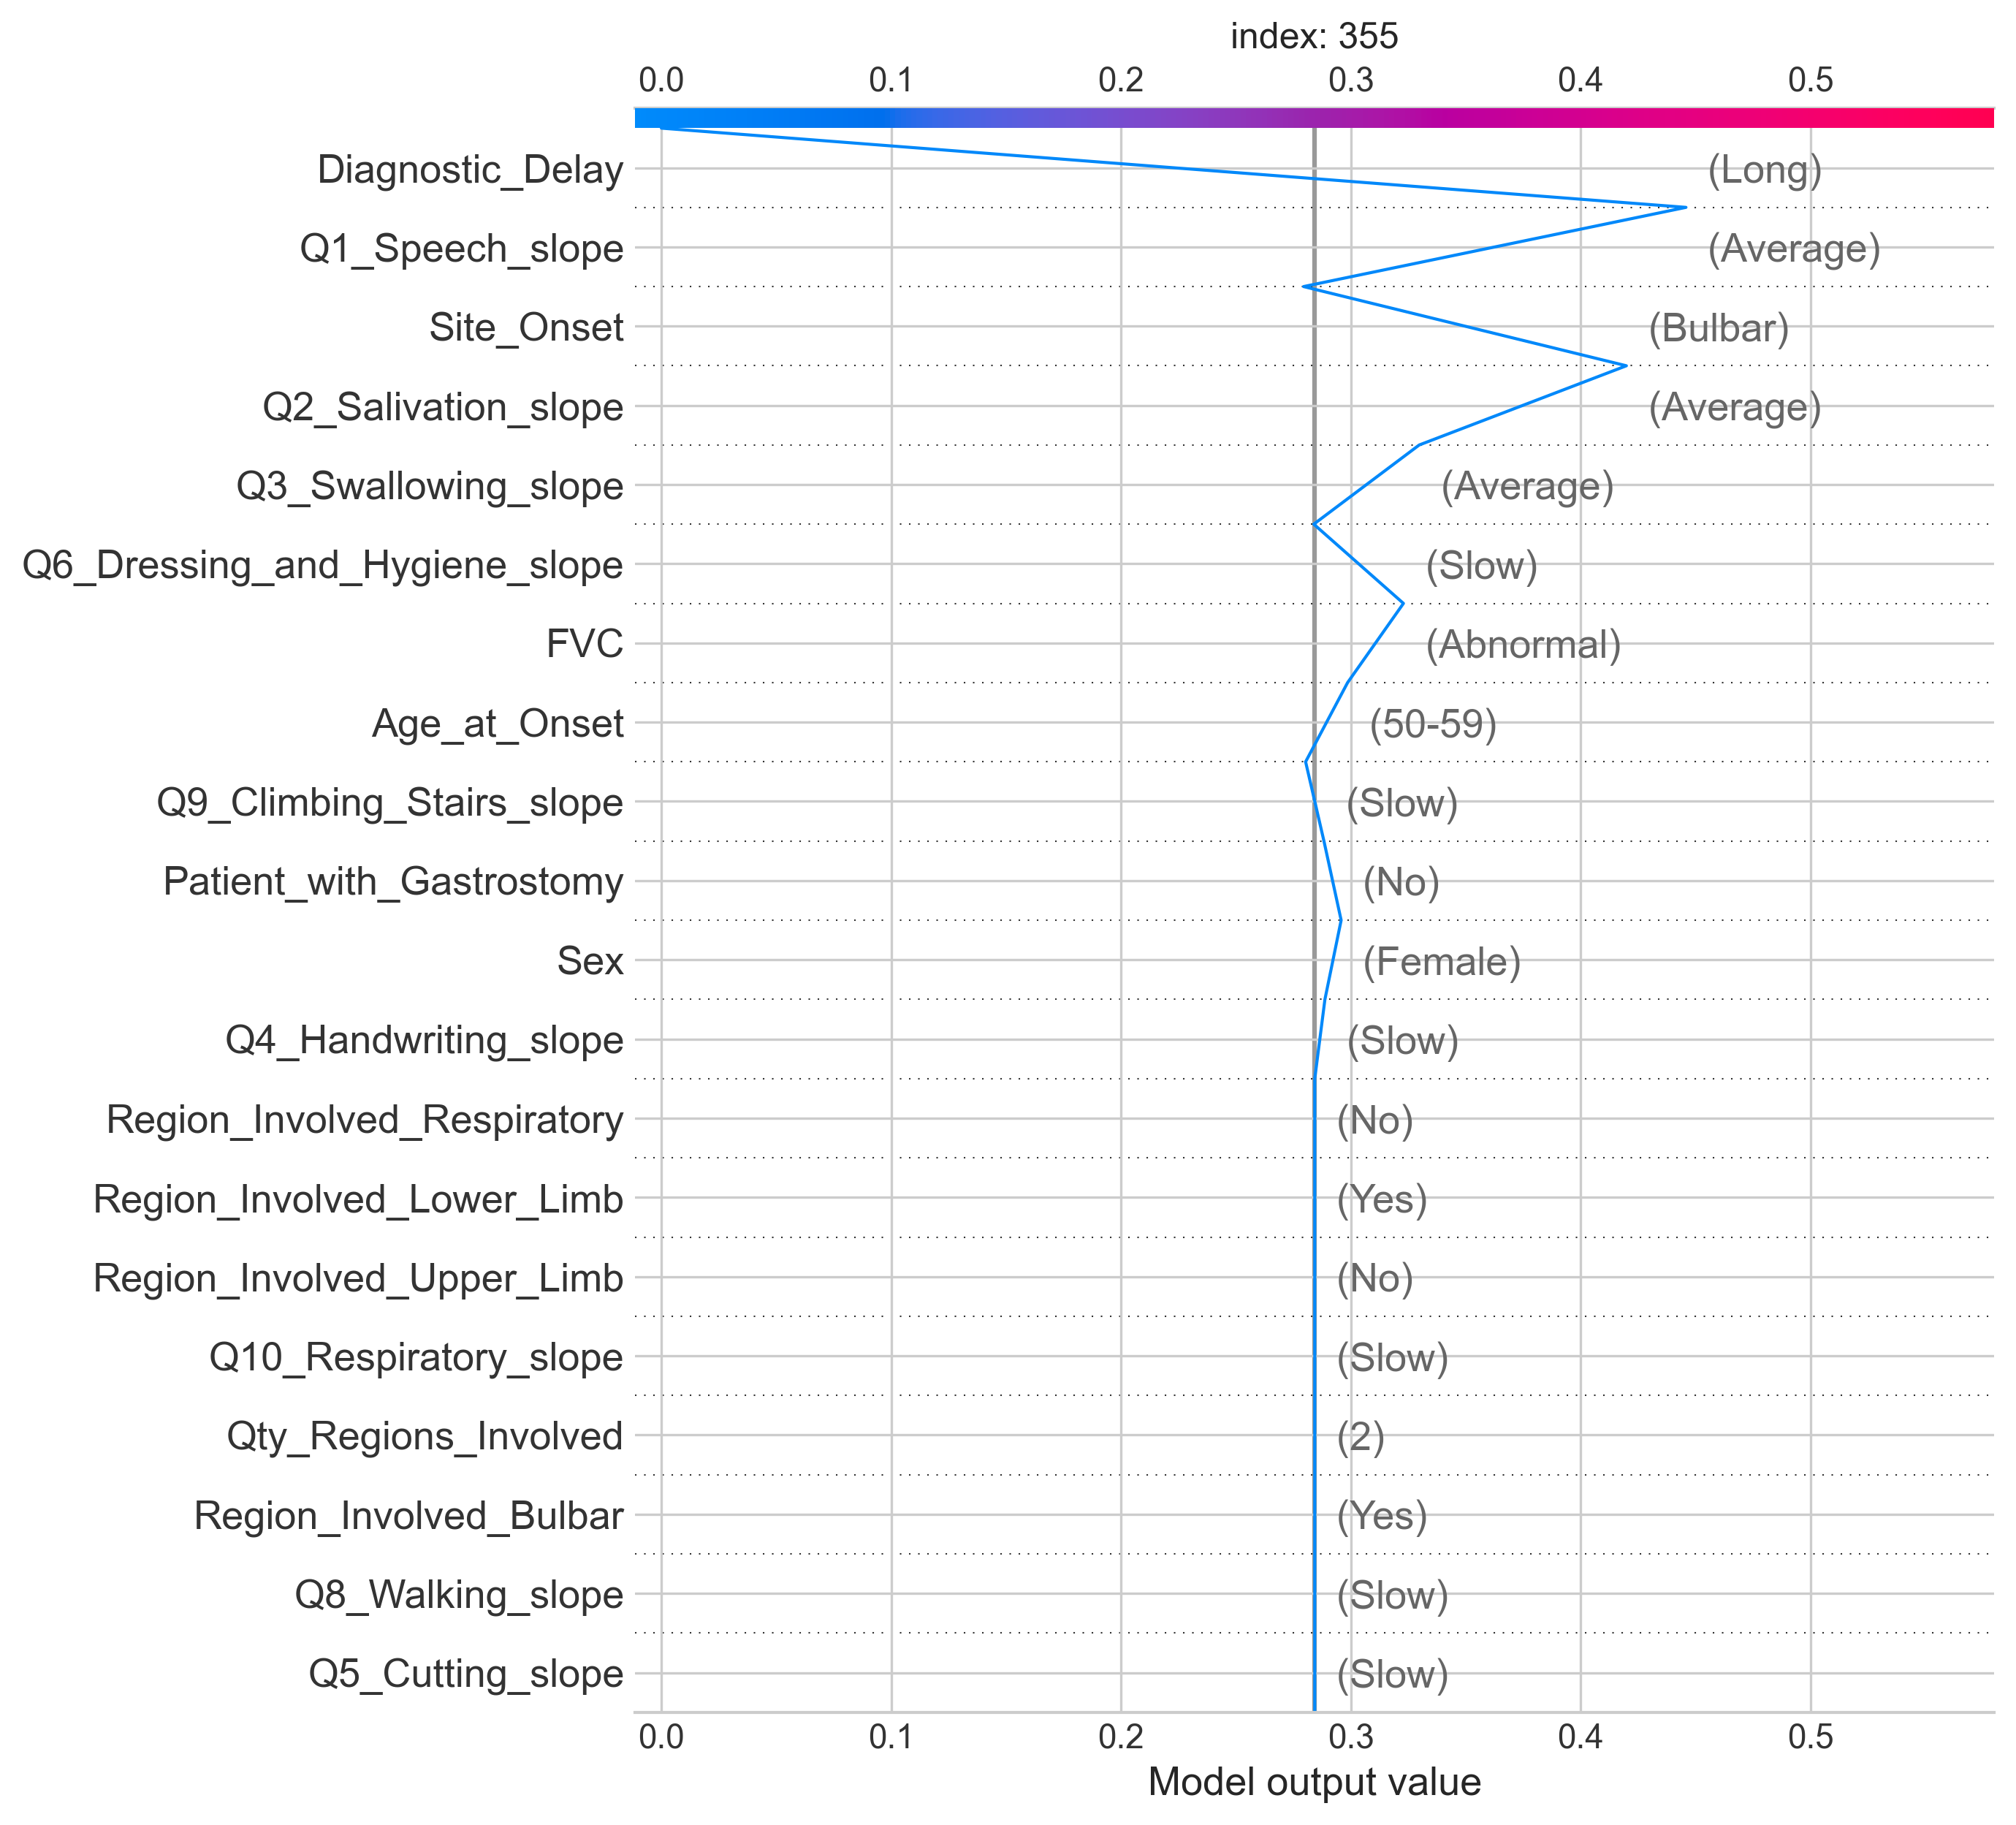 index: 355
0.0 0.1 0.2 0.3 0.4 0.5
Diagnostic_Delay (Long)
Q1_Speech_slope (Average)
Site_Onset (Bulbar)
Q2_Salivation_slope (Average)
Q3_Swallowing_slope (Average)
Q6_Dressing_and_Hygiene_slope (Slow)
FVC (Abnormal)
Age_at_Onset (50-59)
Q9_Climbing_Stairs_slope (Slow)
Patient_with_Gastrostomy (No)
Sex (Female)
Q4_Handwriting_slope (Slow)
Region_Involved_Respiratory (No)
Region_Involved_Lower_Limb (Yes)
Region_Involved_Upper_Limb (No)
Q10_Respiratory_slope (Slow)
Qty_Regions_Involved (2)
Region_Involved_Bulbar (Yes)
Q8_Walking_slope (Slow)
Q5_Cutting_slope (Slow)
0.0 0.1 0.2 0.3 0.4 0.5
Model output value